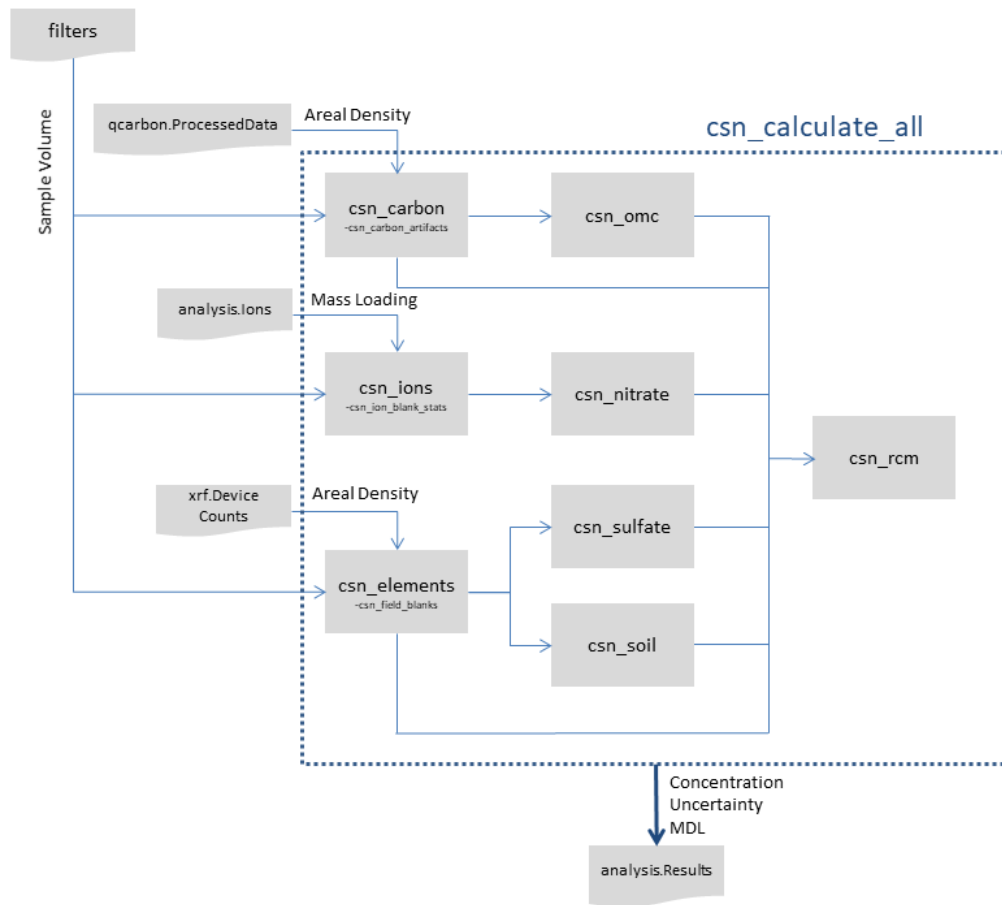 filters
Sample Volume
qcarbon.ProcessedData
Areal Density
csn_calculate_all
csn_carbon
-csn_carbon_artifacts
csn_omc
analysis.Ions
Mass Loading
csn_ions
-csn_ion_blank_stats
csn_nitrate
csn_rcm
xrf.Device
Counts
Areal Density
csn_elements
-csn_field_blanks
csn_sulfate
csn_soil
Concentration
Uncertainty
MDL
analysis.Results